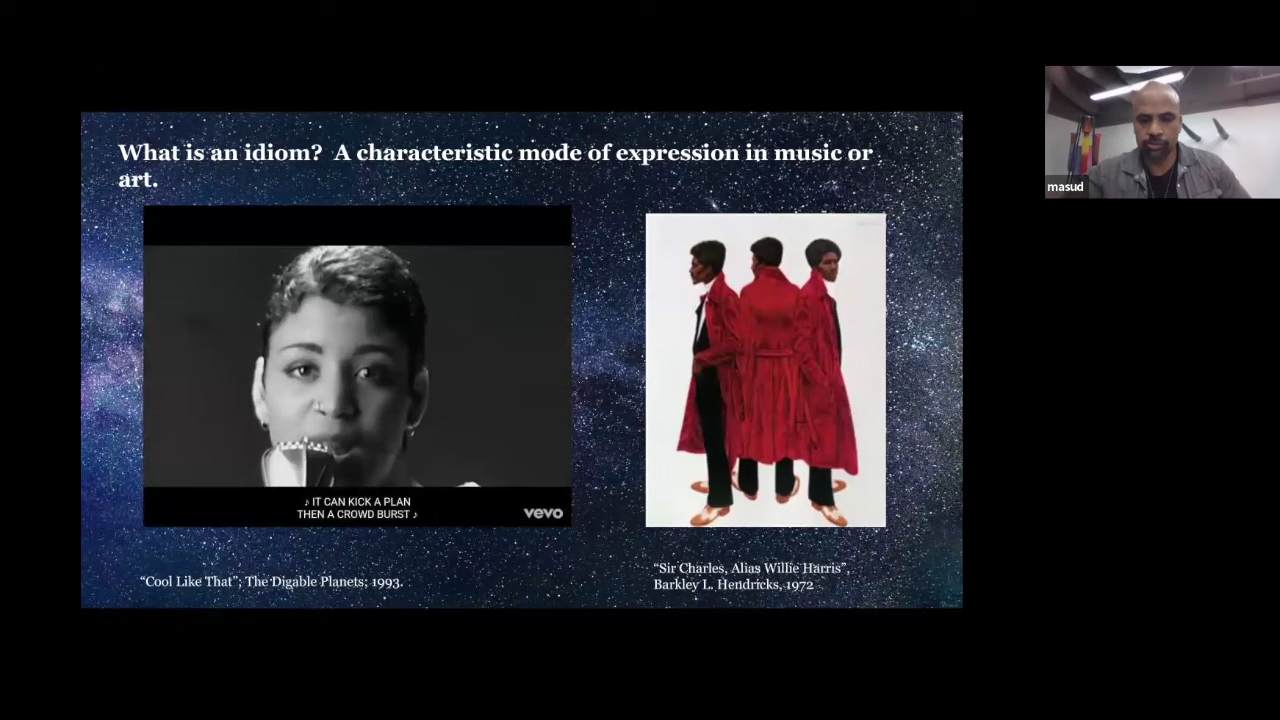 What is an idiom?  A characteristic mode of expression in music or
art.
♪ IT CAN KICK A PLAN
THEN A CROWD BURST ♪
vevo
"Cool Like That"; The Digable Planets; 1993.
"Sir Charles, Alias Willie Harris",
Barkley L. Hendricks, 1972
masud